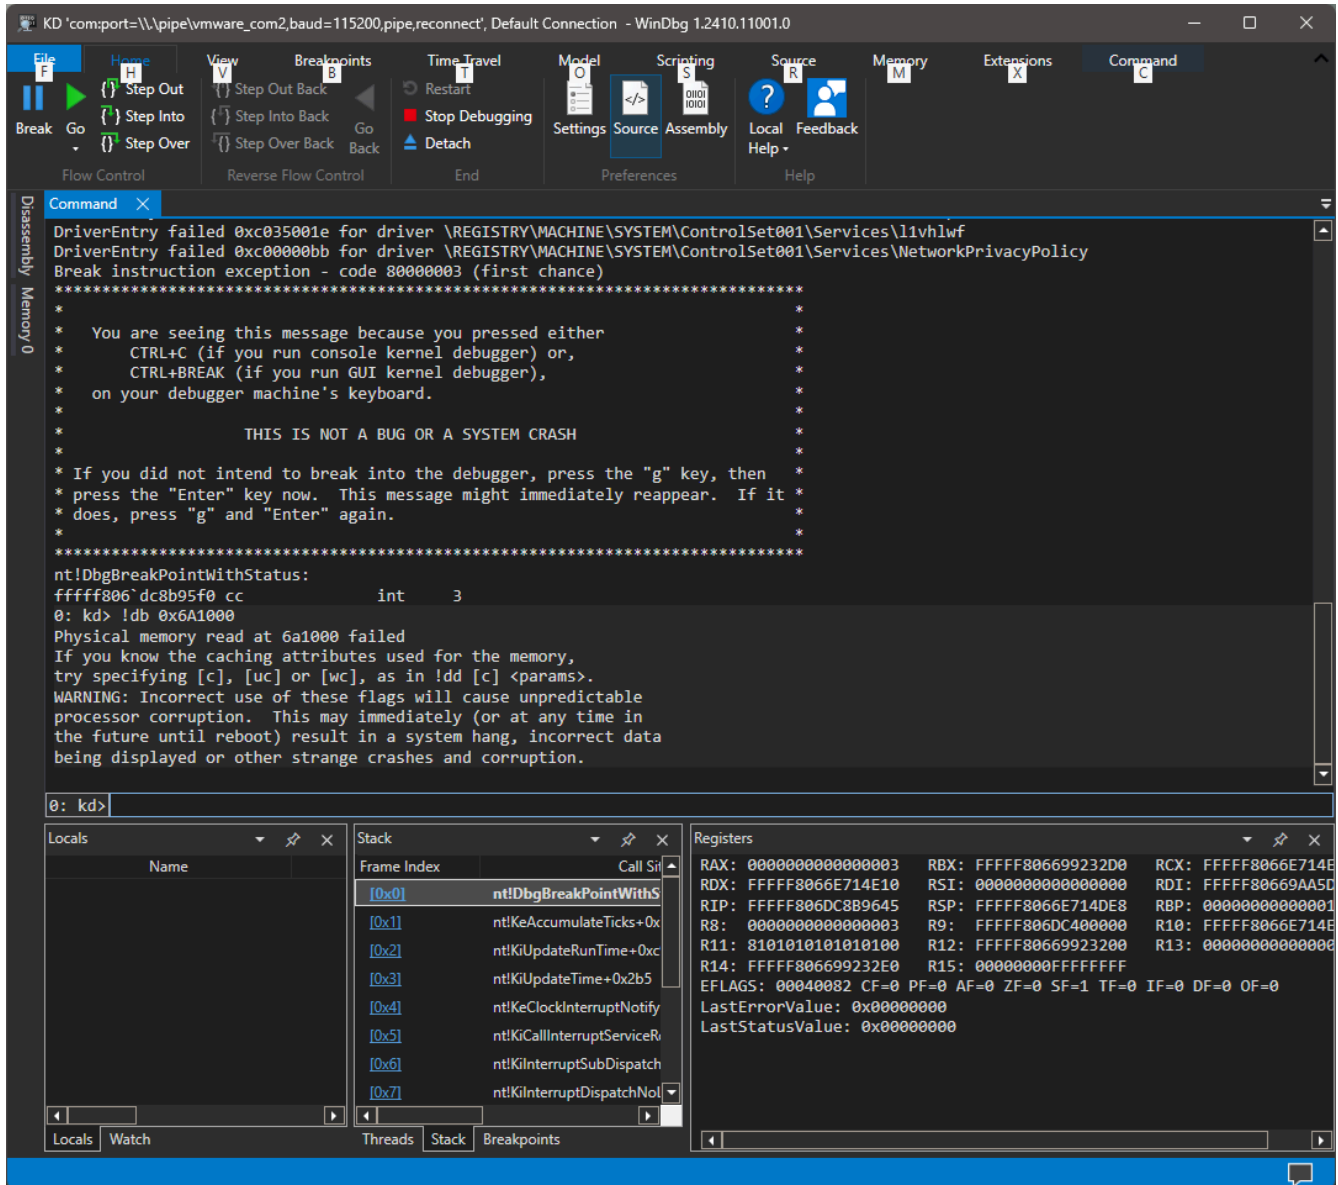 KD 'com:port=\\.\pipe\vmware_com2,baud=115200,pipe,reconnect', Default Connection - WinDbg 1.2410.11001.0
File Home View Breakpoints Time Travel Model Scripting Source Memory Extensions Command
F H V B T O S R M X C
Break
Go
Step Out
Step Into
Step Over
Flow Control
Step Out Back
Step Into Back
Step Over Back
Go Back
Reverse Flow Control
Restart
Stop Debugging
Detach
End
Settings Source Assembly
Preferences
Local Help
Feedback
Help
Disassembly
Memory 0
Command
DriverEntry failed 0xc035001e for driver \REGISTRY\MACHINE\SYSTEM\ControlSet001\Services\l1vhlwf
DriverEntry failed 0xc00000bb for driver \REGISTRY\MACHINE\SYSTEM\ControlSet001\Services\NetworkPrivacyPolicy
Break instruction exception - code 80000003 (first chance)
*******************************************************************************
*                                                                             *
*   You are seeing this message because you pressed either                    *
*       CTRL+C (if you run console kernel debugger) or,                       *
*       CTRL+BREAK (if you run GUI kernel debugger),                          *
*   on your debugger machine's keyboard.                                      *
*                                                                             *
*                   THIS IS NOT A BUG OR A SYSTEM CRASH                       *
*                                                                             *
* If you did not intend to break into the debugger, press the "g" key, then   *
* press the "Enter" key now.  This message might immediately reappear.  If it *
* does, press "g" and "Enter" again.                                          *
*                                                                             *
*******************************************************************************
nt!DbgBreakPointWithStatus:
fffff806`dc8b95f0 cc              int     3
0: kd> !db 0x6A1000
Physical memory read at 6a1000 failed
If you know the caching attributes used for the memory,
try specifying [c], [uc] or [wc], as in !dd [c] <params>.
WARNING: Incorrect use of these flags will cause unpredictable
processor corruption.  This may immediately (or at any time in
the future until reboot) result in a system hang, incorrect data
being displayed or other strange crashes and corruption.
0: kd>
Locals
Name
Locals Watch
Stack
Frame Index Call Sit
[0x0] nt!DbgBreakPointWithS
[0x1] nt!KeAccumulateTicks+0x
[0x2] nt!KiUpdateRunTime+0xc
[0x3] nt!KiUpdateTime+0x2b5
[0x4] nt!KeClockInterruptNotify
[0x5] nt!KiCallInterruptServiceR
[0x6] nt!KiInterruptSubDispatch
[0x7] nt!KiInterruptDispatchNoL
Threads Stack Breakpoints
Registers
RAX: 0000000000000003 RBX: FFFFF806699232D0 RCX: FFFFF8066E714E
RDX: FFFFF8066E714E10 RSI: 0000000000000000 RDI: FFFFF80669AA5D
RIP: FFFFF806DC8B9645 RSP: FFFFF8066E714DE8 RBP: 00000000000001
R8: 0000000000000003 R9: FFFFF806DC400000 R10: FFFFF8066E714E
R11: 8101010101010100 R12: FFFFF80669923200 R13: 00000000000000
R14: FFFFF806699232E0 R15: 00000000FFFFFFFF
EFLAGS: 00040082 CF=0 PF=0 AF=0 ZF=0 SF=1 TF=0 IF=0 DF=0 OF=0
LastErrorValue: 0x00000000
LastStatusValue: 0x00000000